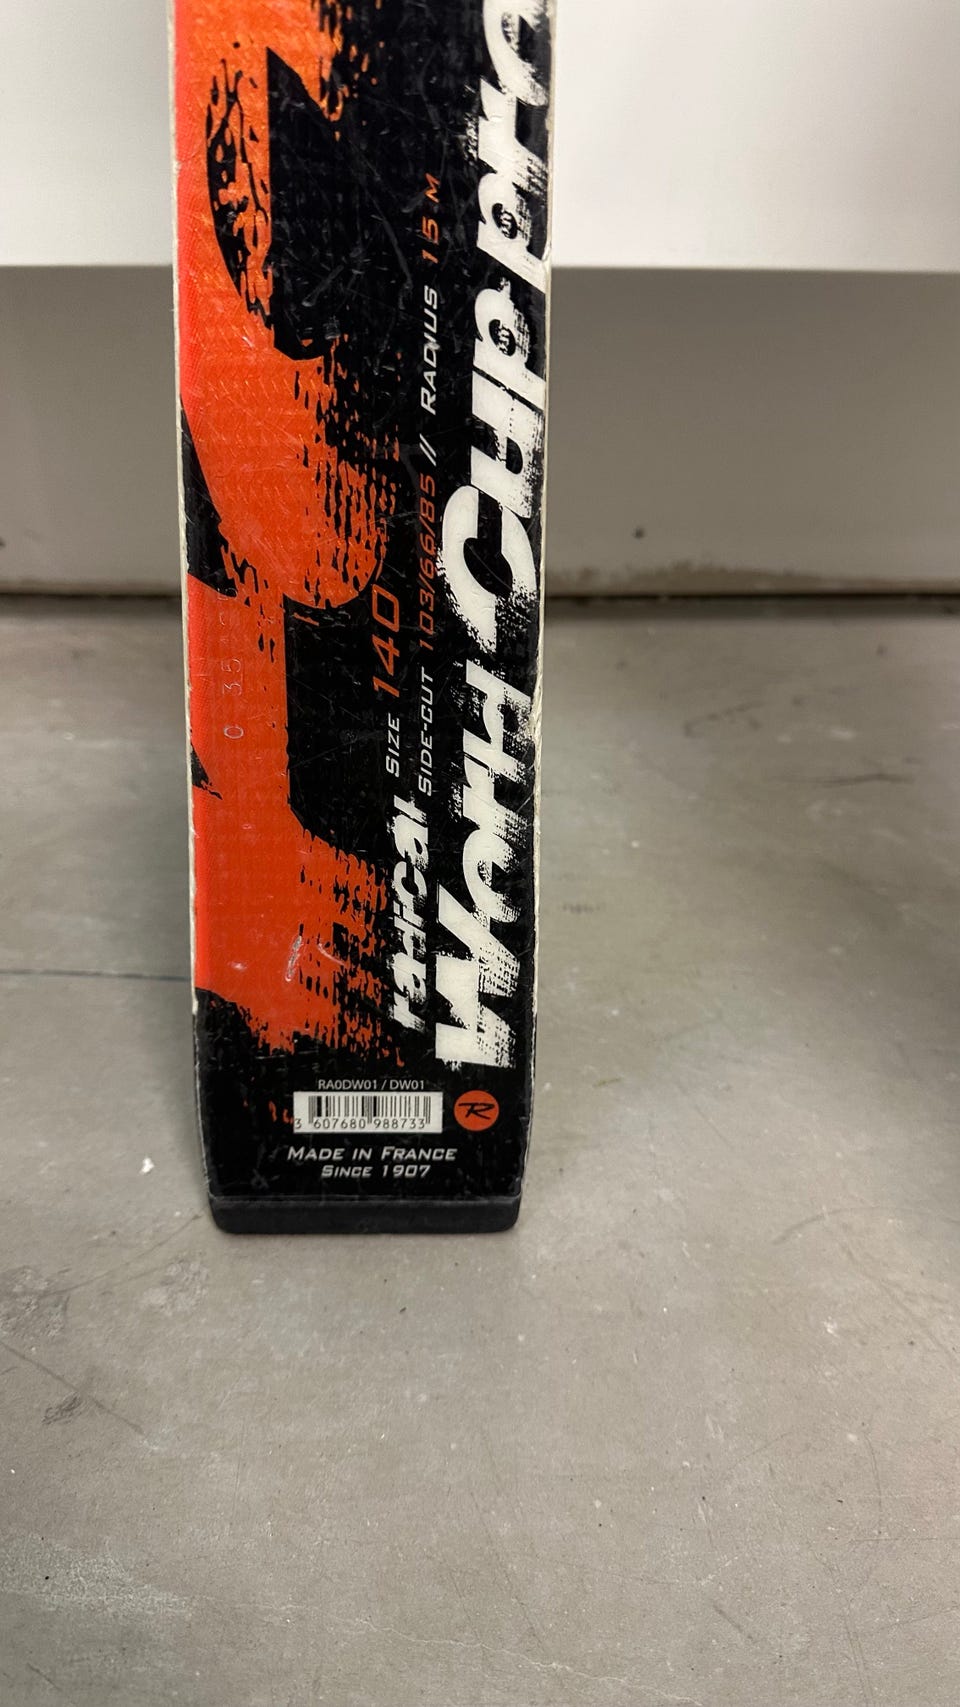 World Cup Pro
radical SIZE 140
SIDE-CUT 103/66/85 // RADIUS 15 M
RA0DW01 / DW01
3 607680 988733
R
MADE IN FRANCE
SINCE 1907